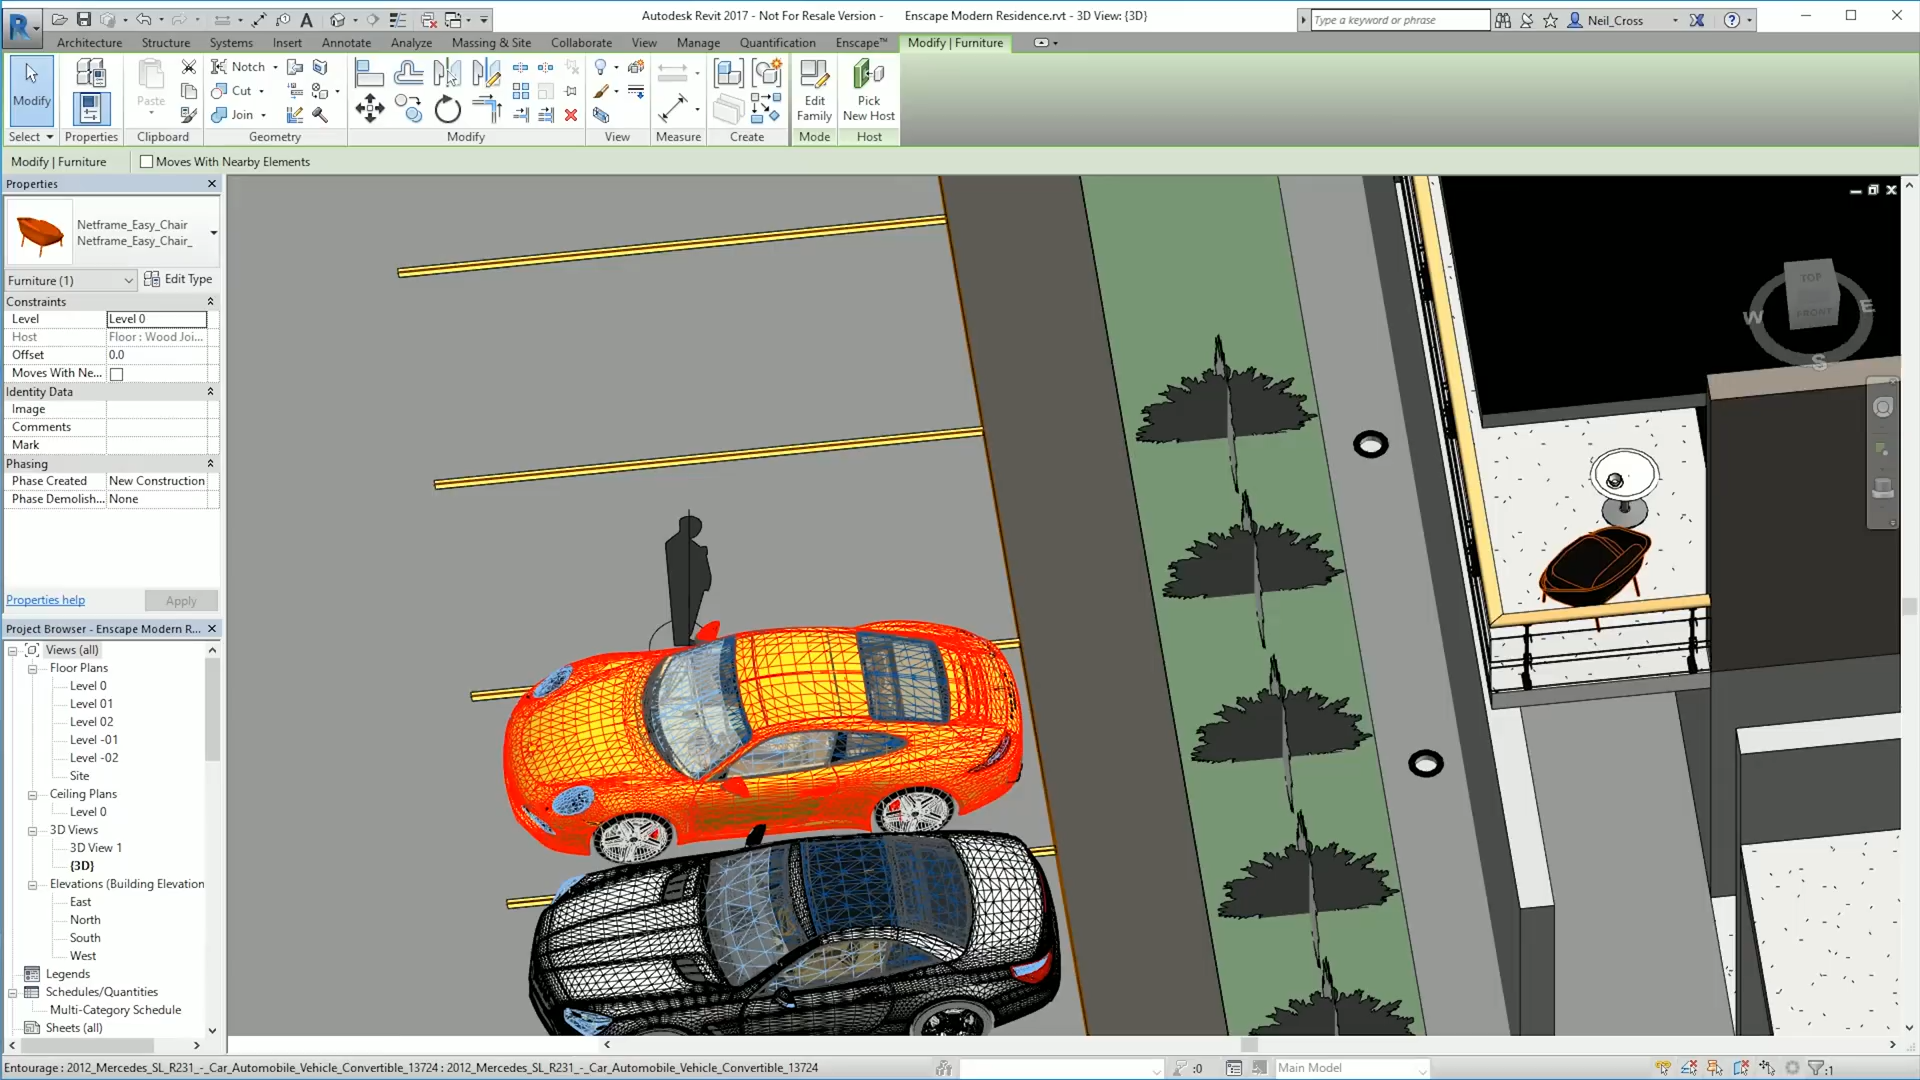 Autodesk Revit 2017 - Not For Resale Version - Enscape Modern Residence.rvt - 3D View: {3D}
Type a keyword or phrase
Neil_Cross
Architecture Structure Systems Insert Annotate Analyze Massing & Site Collaborate View Manage Quantification Enscape™ Modify | Furniture
Modify
Paste
Notch
Cut
Join
Edit Family
Pick New Host
Select Properties Clipboard Geometry Modify View Measure Create Mode Host
Modify | Furniture Moves With Nearby Elements
Properties
Netframe_Easy_Chair
Netframe_Easy_Chair_
Furniture (1) Edit Type
Constraints
Level Level 0
Host Floor : Wood Joi...
Offset 0.0
Moves With Ne...
Identity Data
Image
Comments
Mark
Phasing
Phase Created New Construction
Phase Demolish... None
Properties help Apply
Project Browser - Enscape Modern R...
Views (all)
Floor Plans
Level 0
Level 01
Level 02
Level -01
Level -02
Site
Ceiling Plans
Level 0
3D Views
3D View 1
{3D}
Elevations (Building Elevation
East
North
South
West
Legends
Schedules/Quantities
Multi-Category Schedule
Sheets (all)
TOP
FRONT
W
E
S
Entourage : 2012_Mercedes_SL_R231_-_Car_Automobile_Vehicle_Convertible_13724 : 2012_Mercedes_SL_R231_-_Car_Automobile_Vehicle_Convertible_13724
:0
Main Model
:1